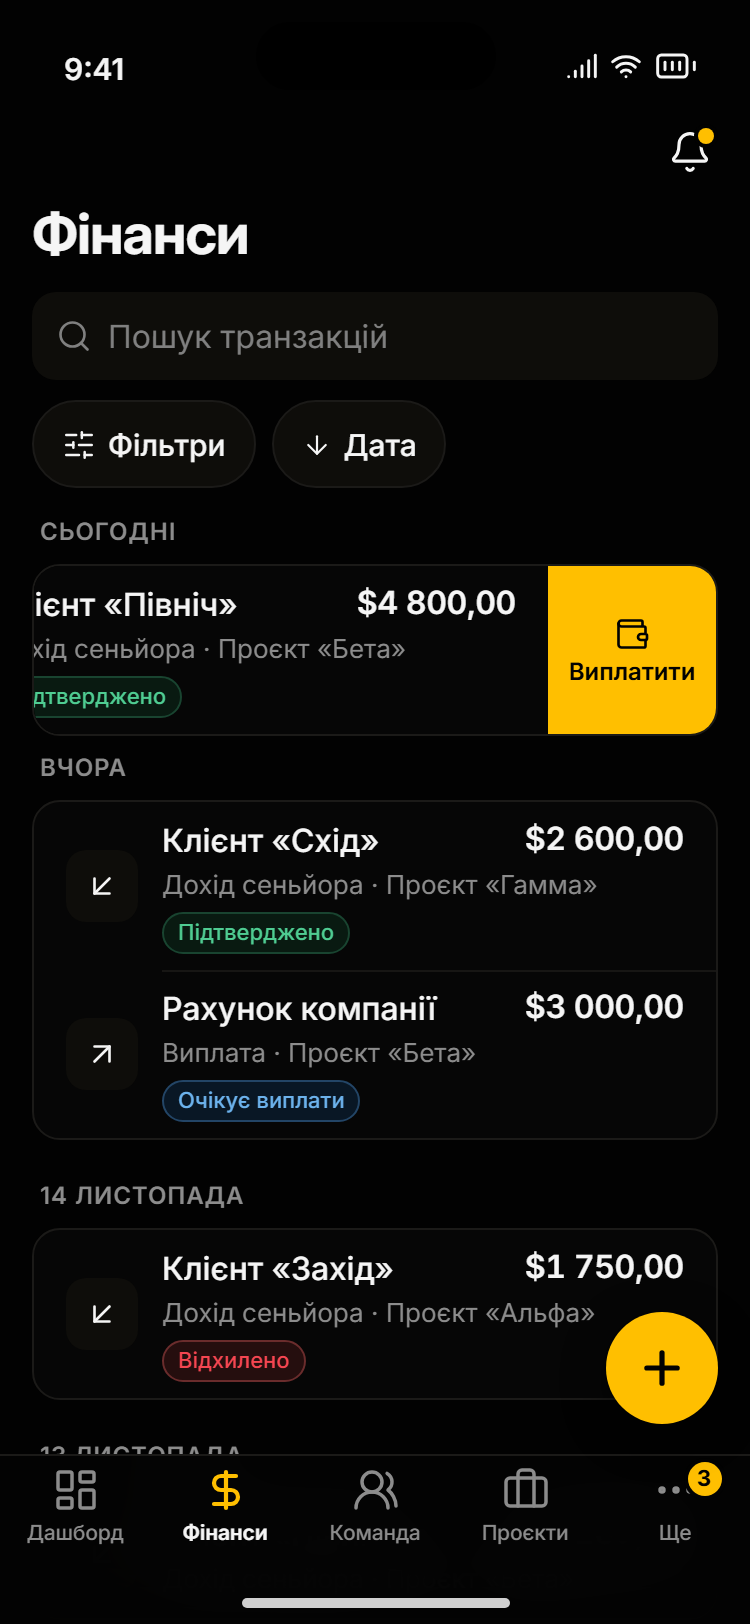 9:41
Фінанси
Пошук транзакцій
Фільтри
Дата
СЬОГОДНІ
ієнт «Північ»
$4 800,00
хід сеньйора · Проєкт «Бета»
дтверджено
Виплатити
ВЧОРА
Клієнт «Схід»
$2 600,00
Дохід сеньйора · Проєкт «Гамма»
Підтверджено
Рахунок компанії
$3 000,00
Виплата · Проєкт «Бета»
Очікує виплати
14 ЛИСТОПАДА
Клієнт «Захід»
$1 750,00
Дохід сеньйора · Проєкт «Альфа»
Відхилено
13 ЛИСТОПАДА
3
Дашборд
Фінанси
Команда
Проєкти
Ще